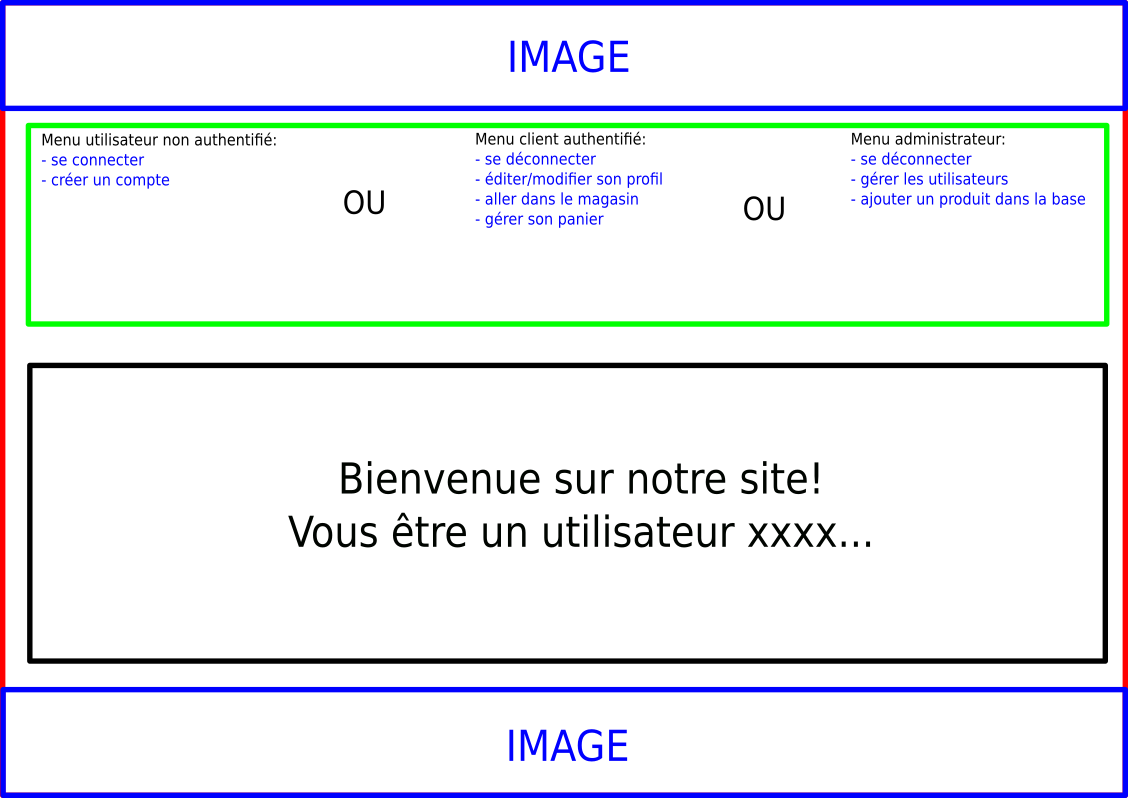 IMAGE
Menu utilisateur non authentifié:
- se connecter
- créer un compte
OU
Menu client authentifié:
- se déconnecter
- éditer/modifier son profil
- aller dans le magasin
- gérer son panier
OU
Menu administrateur:
- se déconnecter
- gérer les utilisateurs
- ajouter un produit dans la base
Bienvenue sur notre site!
Vous être un utilisateur xxxx...
IMAGE